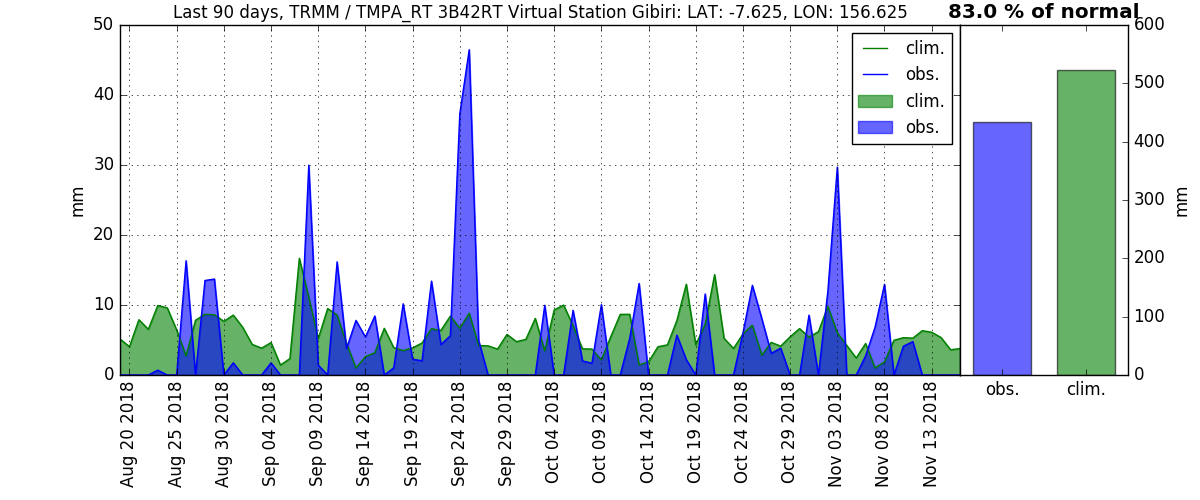 Last 90 days, TRMM / TMPA_RT 3B42RT Virtual Station Gibiri: LAT: -7.625, LON: 156.625
83.0 % of normal
50
40
30
20
10
0
mm
clim.
obs.
clim.
obs.
600
500
400
300
200
100
0
mm
obs.
clim.
Aug 20 2018
Aug 25 2018
Aug 30 2018
Sep 04 2018
Sep 09 2018
Sep 14 2018
Sep 19 2018
Sep 24 2018
Sep 29 2018
Oct 04 2018
Oct 09 2018
Oct 14 2018
Oct 19 2018
Oct 24 2018
Oct 29 2018
Nov 03 2018
Nov 08 2018
Nov 13 2018